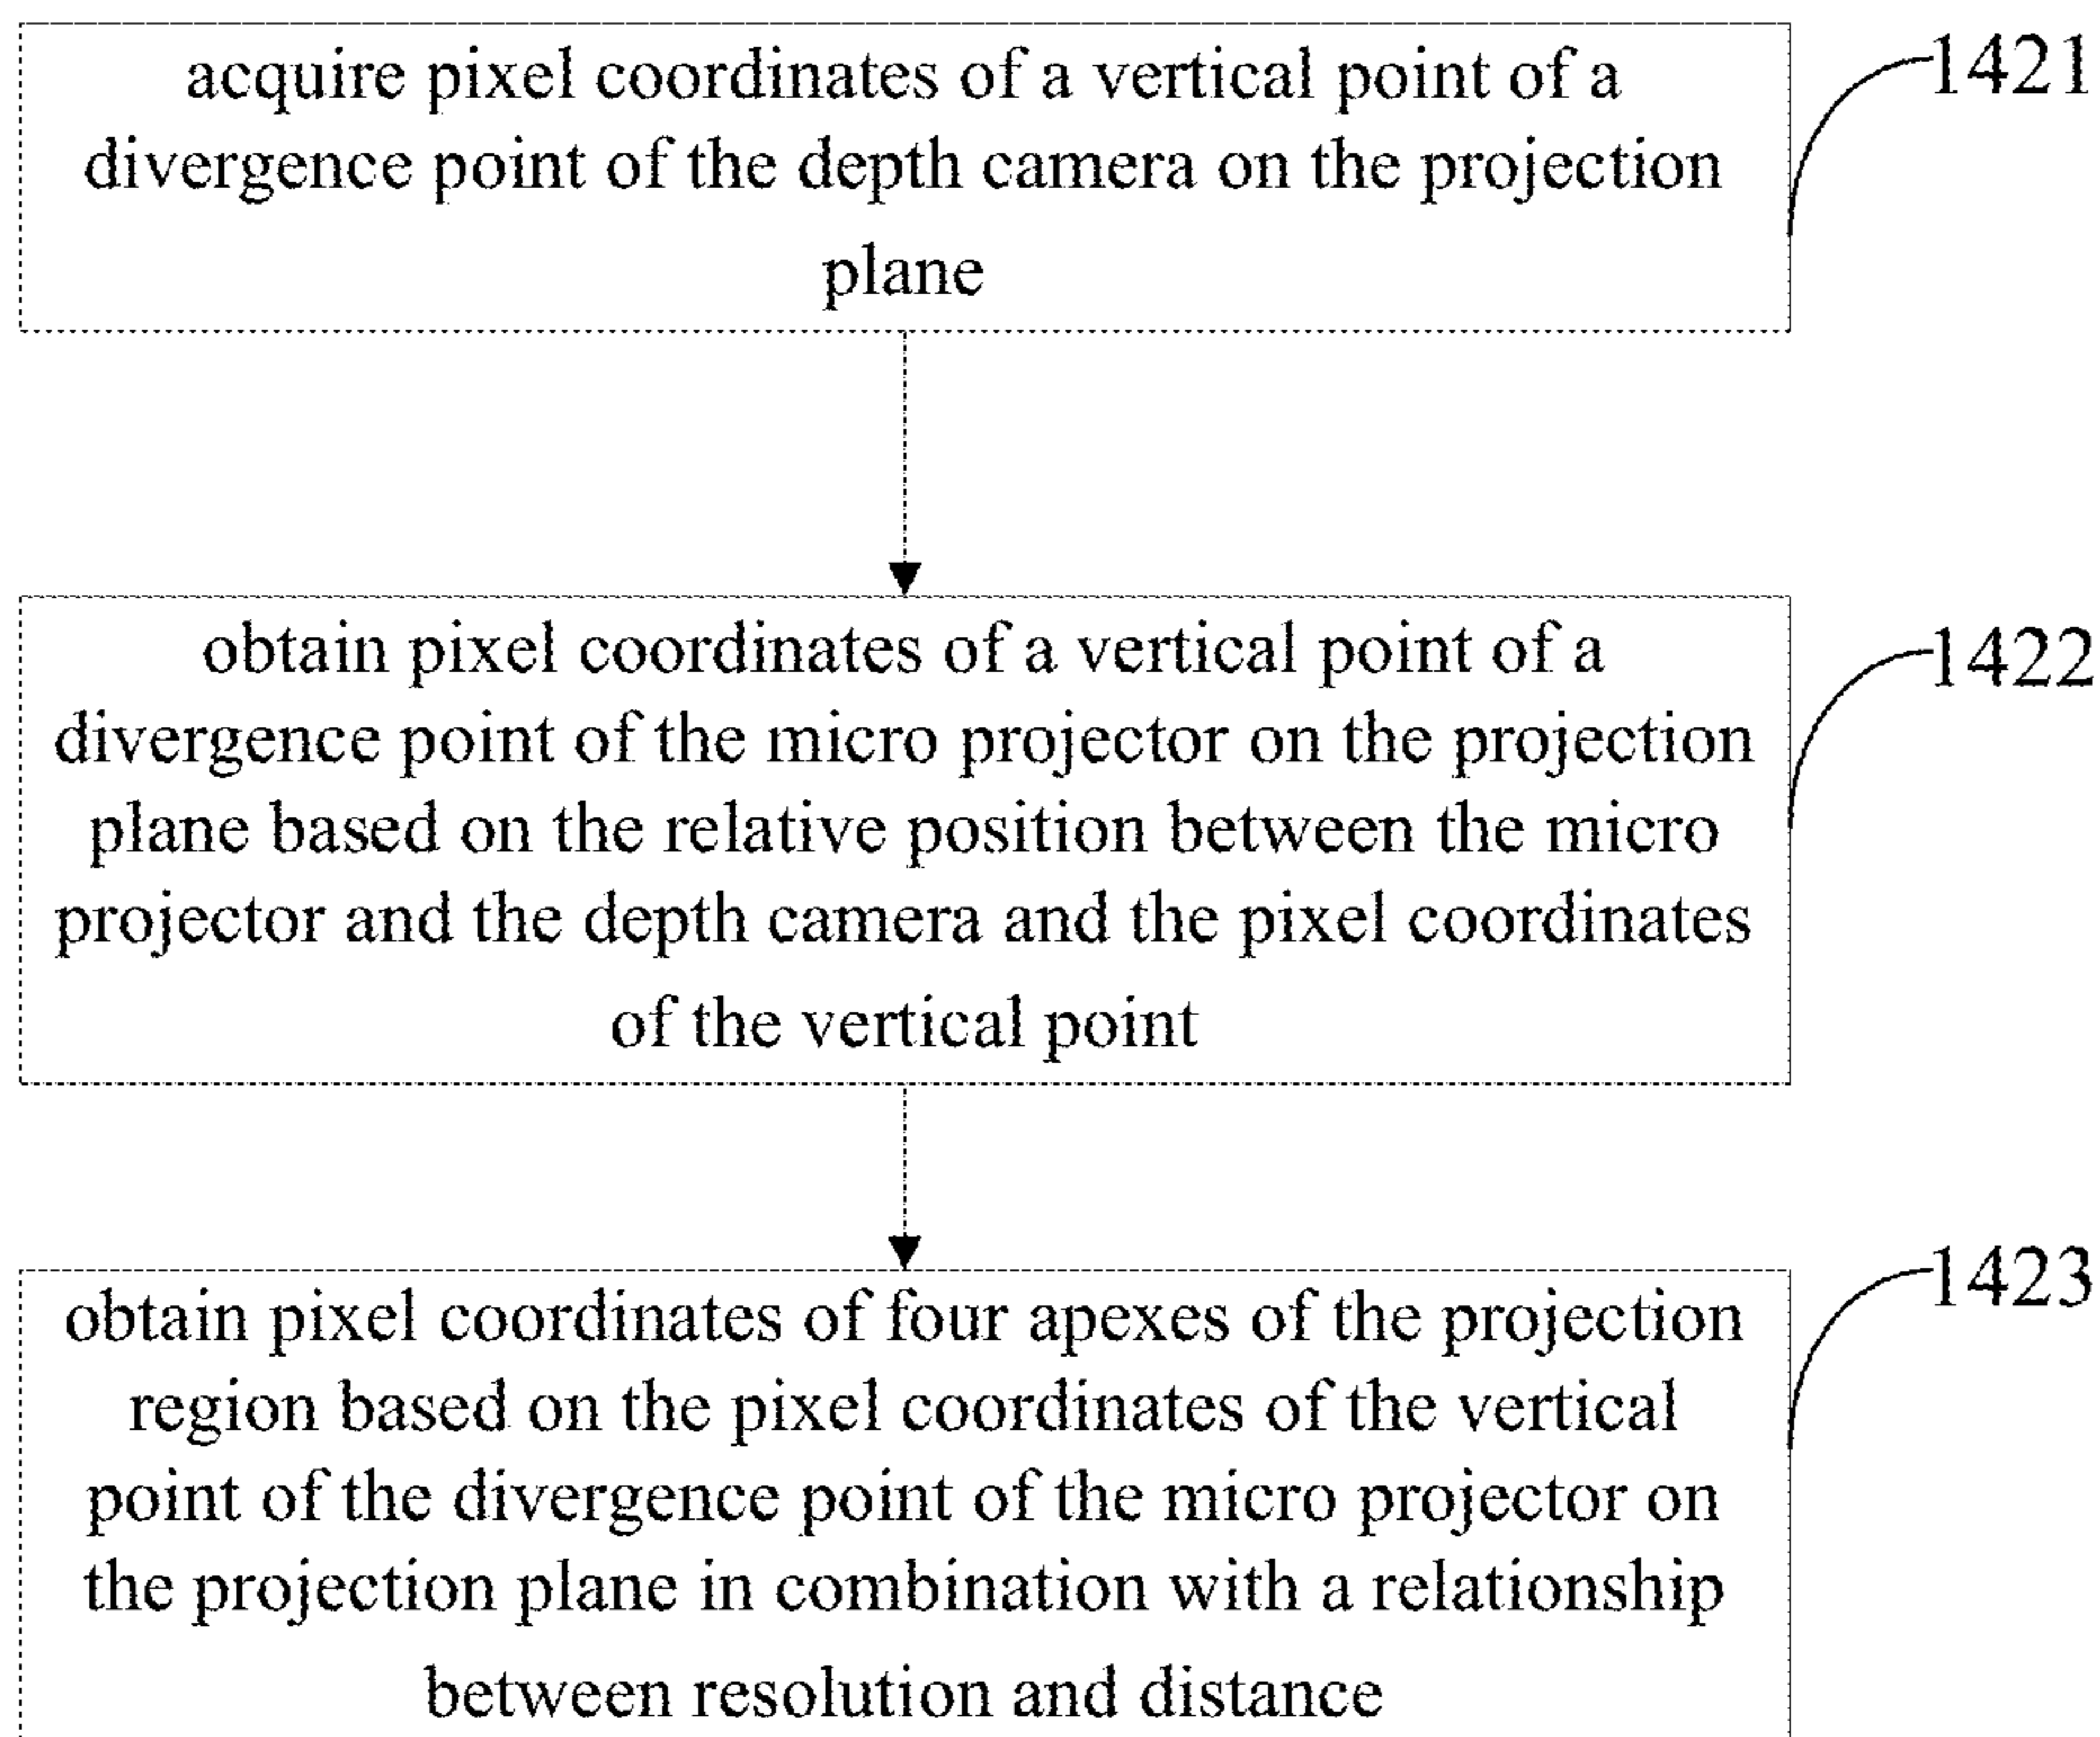 acquire pixel coordinates of a vertical point of a
divergence point of the depth camera on the projection
plane
1421
obtain pixel coordinates of a vertical point of a
divergence point of the micro projector on the projection
plane based on the relative position between the micro
projector and the depth camera and the pixel coordinates
of the vertical point
1422
obtain pixel coordinates of four apexes of the projection
region based on the pixel coordinates of the vertical
point of the divergence point of the micro projector on
the projection plane in combination with a relationship
between resolution and distance
1423